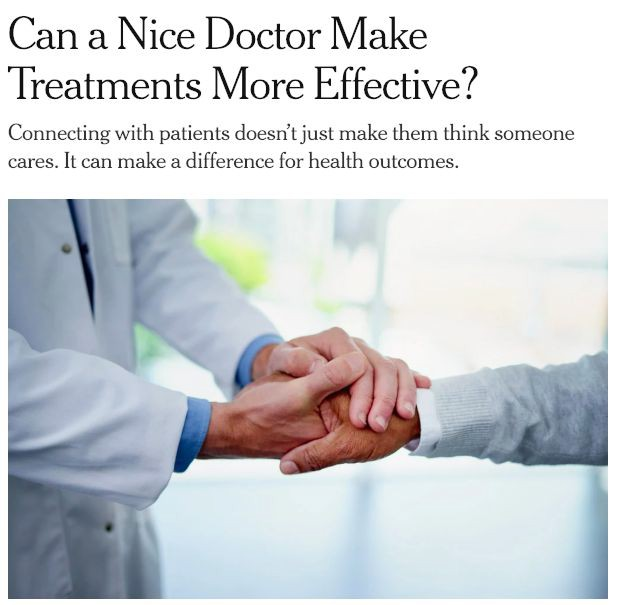 Can a Nice Doctor Make
Treatments More Effective?
Connecting with patients doesn’t just make them think someone
cares. It can make a difference for health outcomes.